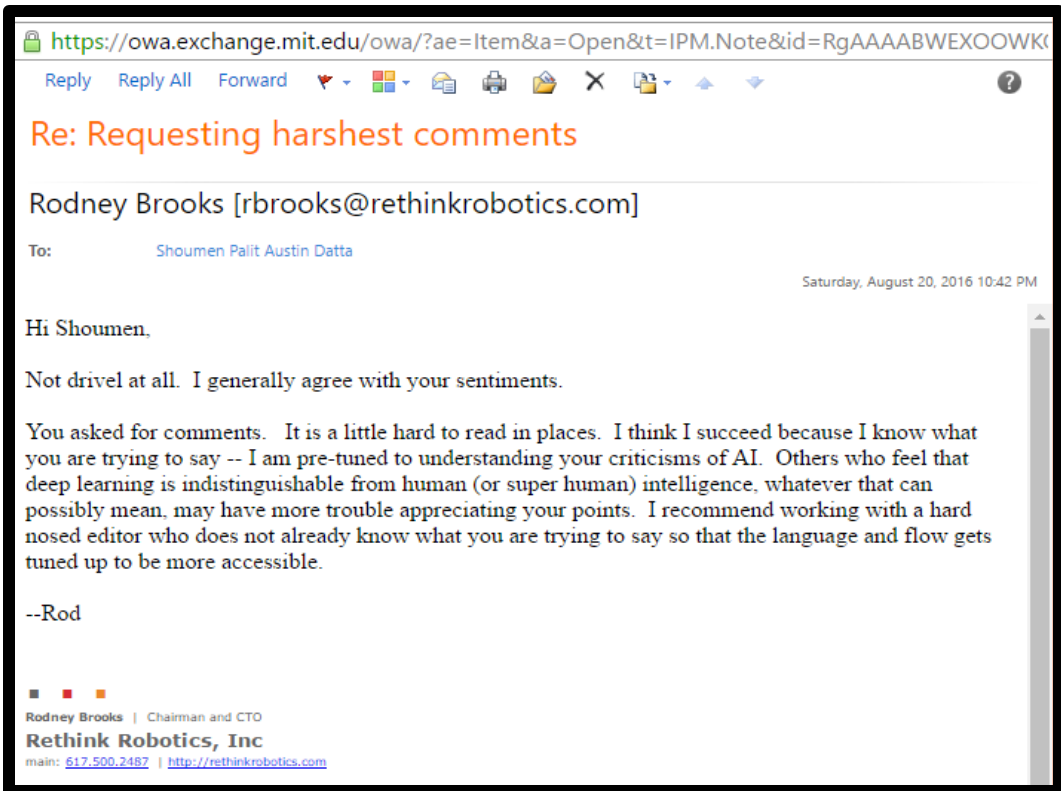 https://owa.exchange.mit.edu/owa/?ae=Item&a=Open&t=IPM.Note&id=RgAAAABWEXOOWK(
Reply Reply All Forward
Re: Requesting harshest comments
Rodney Brooks [rbrooks@rethinkrobotics.com]
To: Shoumen Palit Austin Datta
Saturday, August 20, 2016 10:42 PM
Hi Shoumen,
Not drivel at all.  I generally agree with your sentiments.
You asked for comments.   It is a little hard to read in places.  I think I succeed because I know what
you are trying to say -- I am pre-tuned to understanding your criticisms of AI.  Others who feel that
deep learning is indistinguishable from human (or super human) intelligence, whatever that can
possibly mean, may have more trouble appreciating your points.  I recommend working with a hard
nosed editor who does not already know what you are trying to say so that the language and flow gets
tuned up to be more accessible.
--Rod
Rodney Brooks | Chairman and CTO
Rethink Robotics, Inc
main: 617.500.2487 | http://rethinkrobotics.com